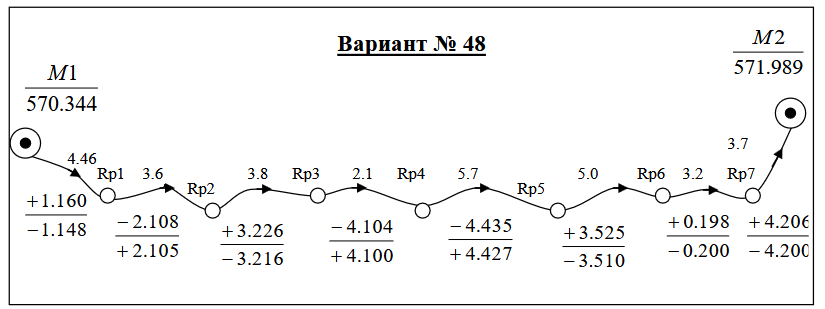 Вариант № 48
M1
570.344
M2
571.989
4.46
Rp1
3.6
Rp2
3.8
Rp3
2.1
Rp4
5.7
Rp5
5.0
Rp6
3.2
Rp7
3.7
+1.160
−1.148
−2.108
+2.105
+3.226
−3.216
−4.104
+4.100
−4.435
+4.427
+3.525
−3.510
+0.198
−0.200
+4.206
−4.200